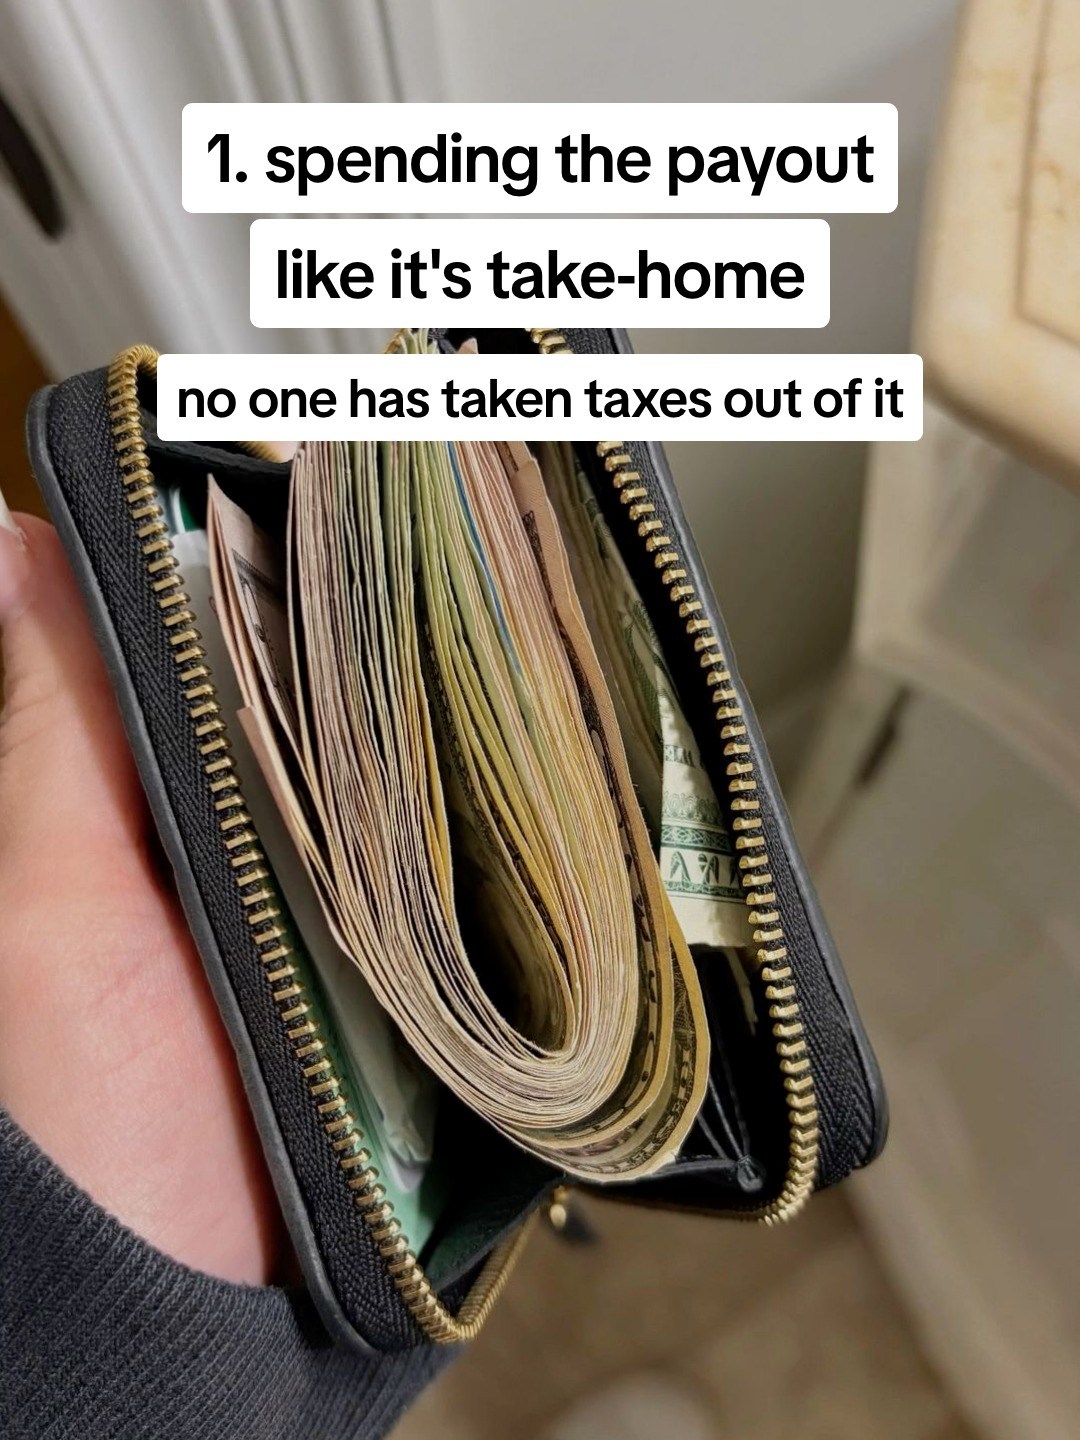 1. spending the payout
like it's take-home
no one has taken taxes out of it